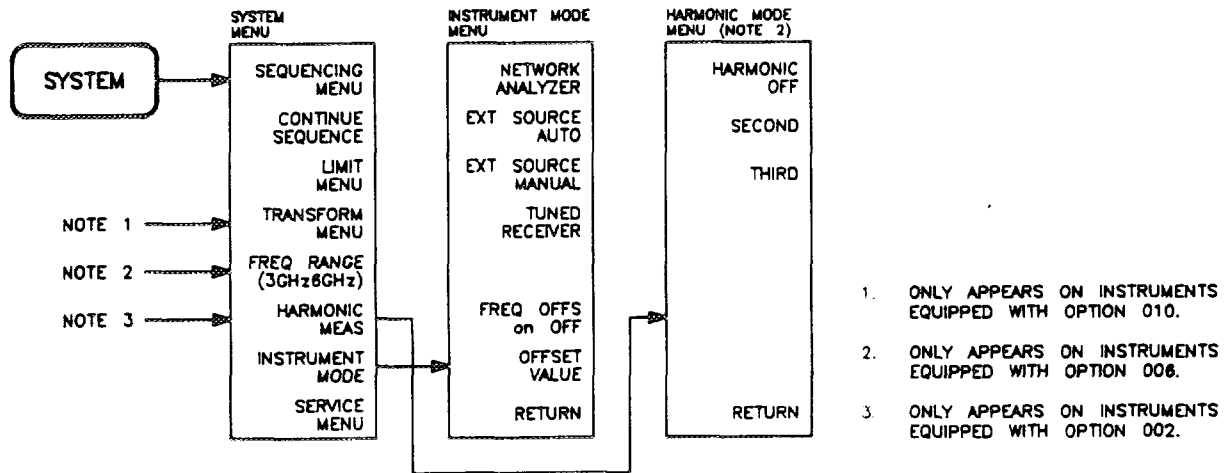 SYSTEM
SYSTEM
MENU
SEQUENCING
MENU
CONTINUE
SEQUENCE
LIMIT
MENU
NOTE 1
TRANSFORM
MENU
NOTE 2
FREQ RANGE
(3GHz6GHz)
NOTE 3
HARMONIC
MEAS
INSTRUMENT
MODE
SERVICE
MENU
INSTRUMENT MODE
MENU
NETWORK
ANALYZER
EXT SOURCE
AUTO
EXT SOURCE
MANUAL
TUNED
RECEIVER
FREQ OFFS
on OFF
OFFSET
VALUE
RETURN
HARMONIC MODE
MENU (NOTE 2)
HARMONIC
OFF
SECOND
THIRD
RETURN
1. ONLY APPEARS ON INSTRUMENTS
EQUIPPED WITH OPTION 010.
2. ONLY APPEARS ON INSTRUMENTS
EQUIPPED WITH OPTION 006.
3. ONLY APPEARS ON INSTRUMENTS
EQUIPPED WITH OPTION 002.